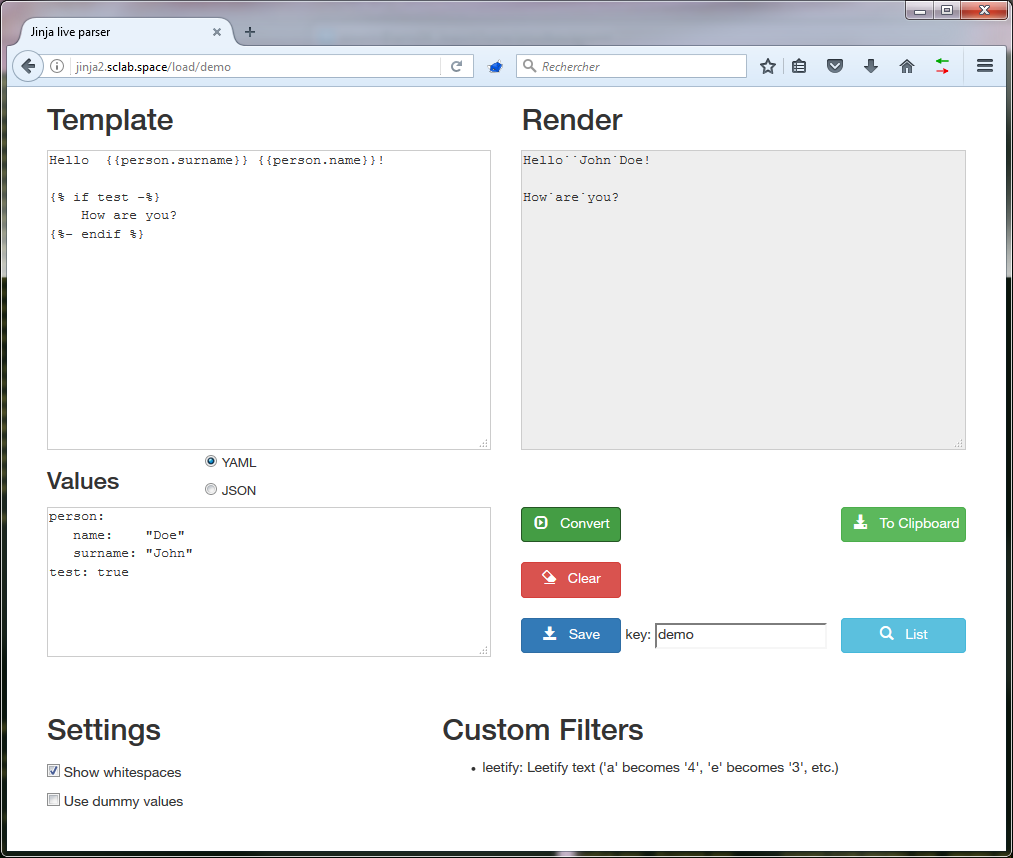 Jinja live parser
jinja2.sclab.space/load/demo
Rechercher
Template
Hello  {{person.surname}} {{person.name}}!
{% if test -%}
    How are you?
{%- endif %}
Render
Hello˙˙John˙Doe!
How˙are˙you?
Values
YAML
JSON
person:
   name:    "Doe"
   surname: "John"
test: true
Convert
To Clipboard
Clear
Save
key:
demo
List
Settings
Show whitespaces
Use dummy values
Custom Filters
• leetify: Leetify text ('a' becomes '4', 'e' becomes '3', etc.)